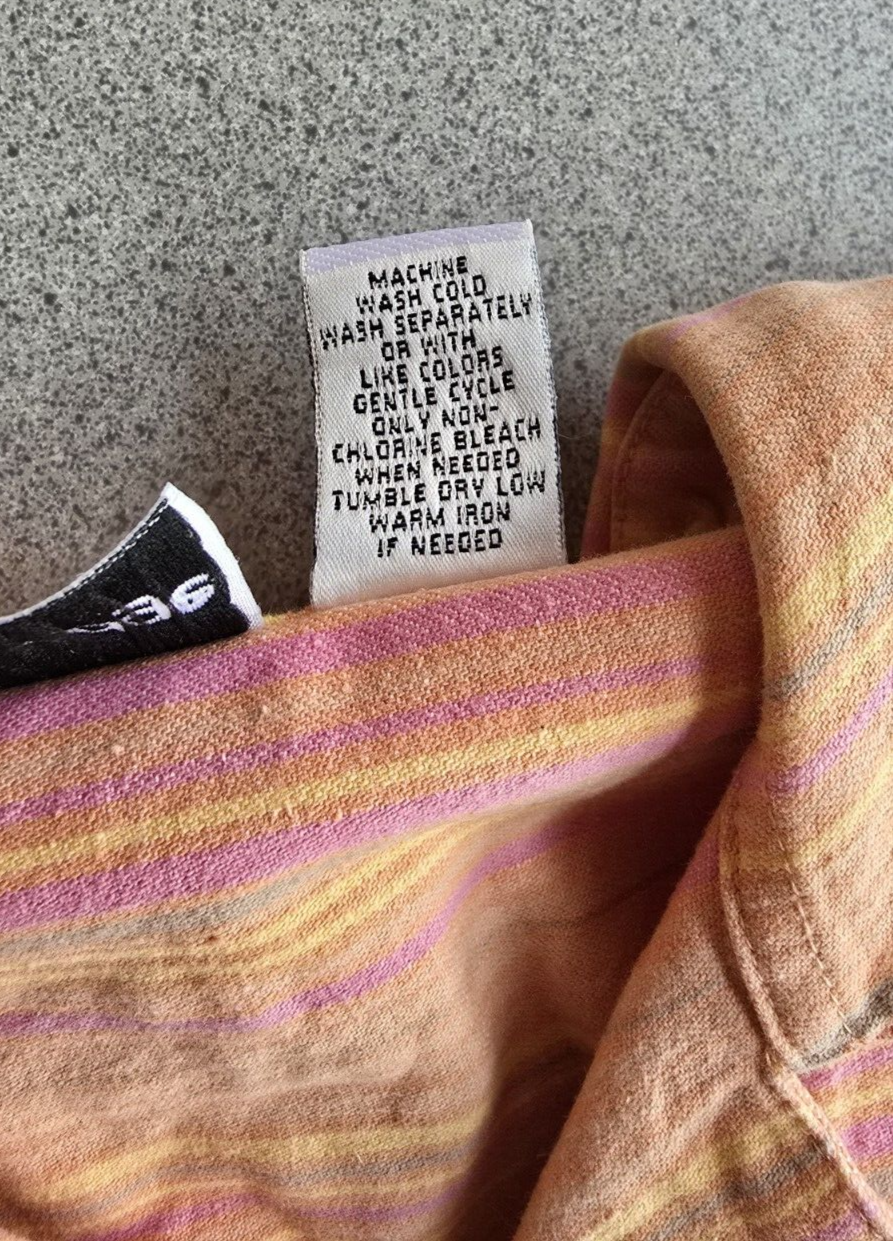 MACHINE
WASH COLD
WASH SEPARATELY
OR WITH
LIKE COLORS
GENTLE CYCLE
ONLY NON-
CHLORINE BLEACH
WHEN NEEDED
TUMBLE DRY LOW
WARM IRON
IF NEEDED